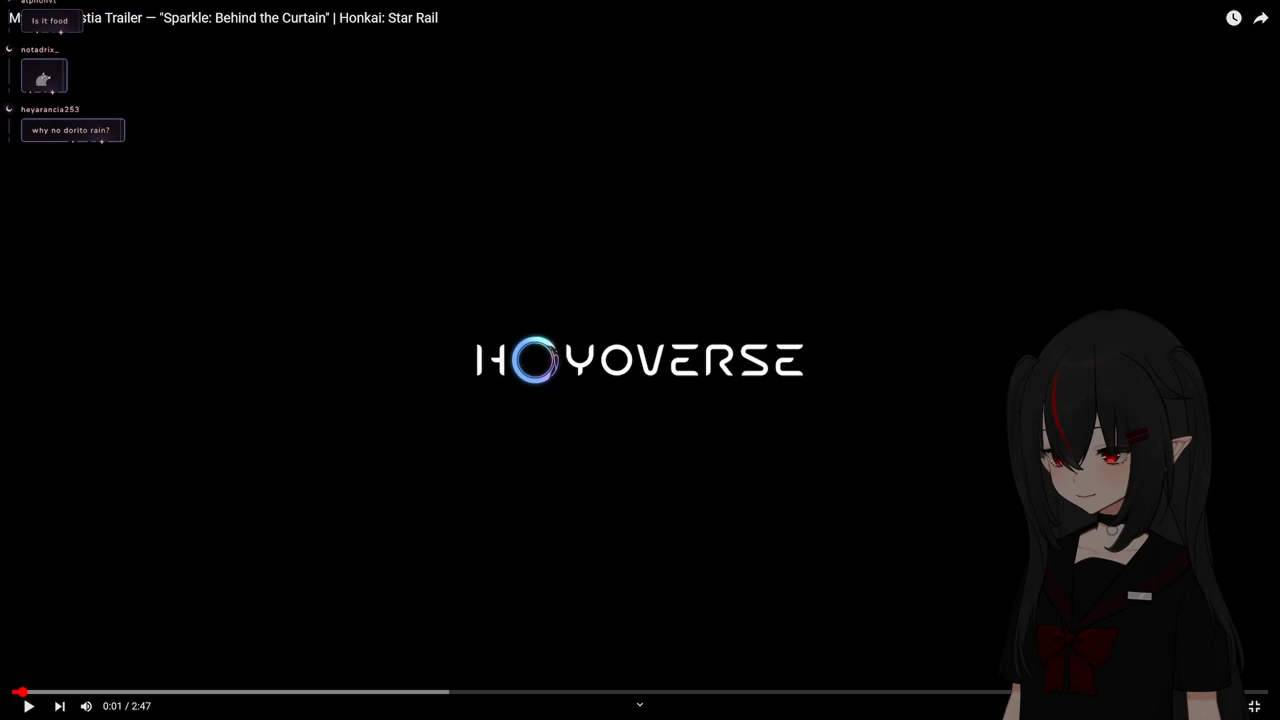 alphonvt
M stia Trailer — "Sparkle: Behind the Curtain" | Honkai: Star Rail
Is it food
notadrix_
heyarancia253
why no dorito rain?
HOYOVERSE
0:01 / 2:47